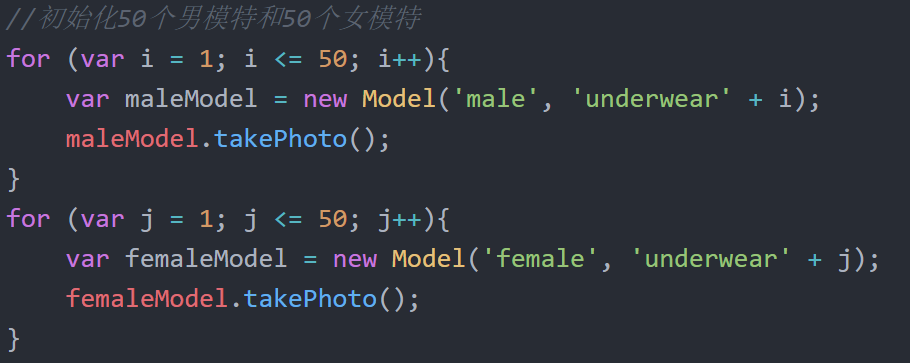 //初始化50个男模特和50个女模特
for (var i = 1; i <= 50; i++){
    var maleModel = new Model('male', 'underwear' + i);
    maleModel.takePhoto();
}
for (var j = 1; j <= 50; j++){
    var femaleModel = new Model('female', 'underwear' + j);
    femaleModel.takePhoto();
}